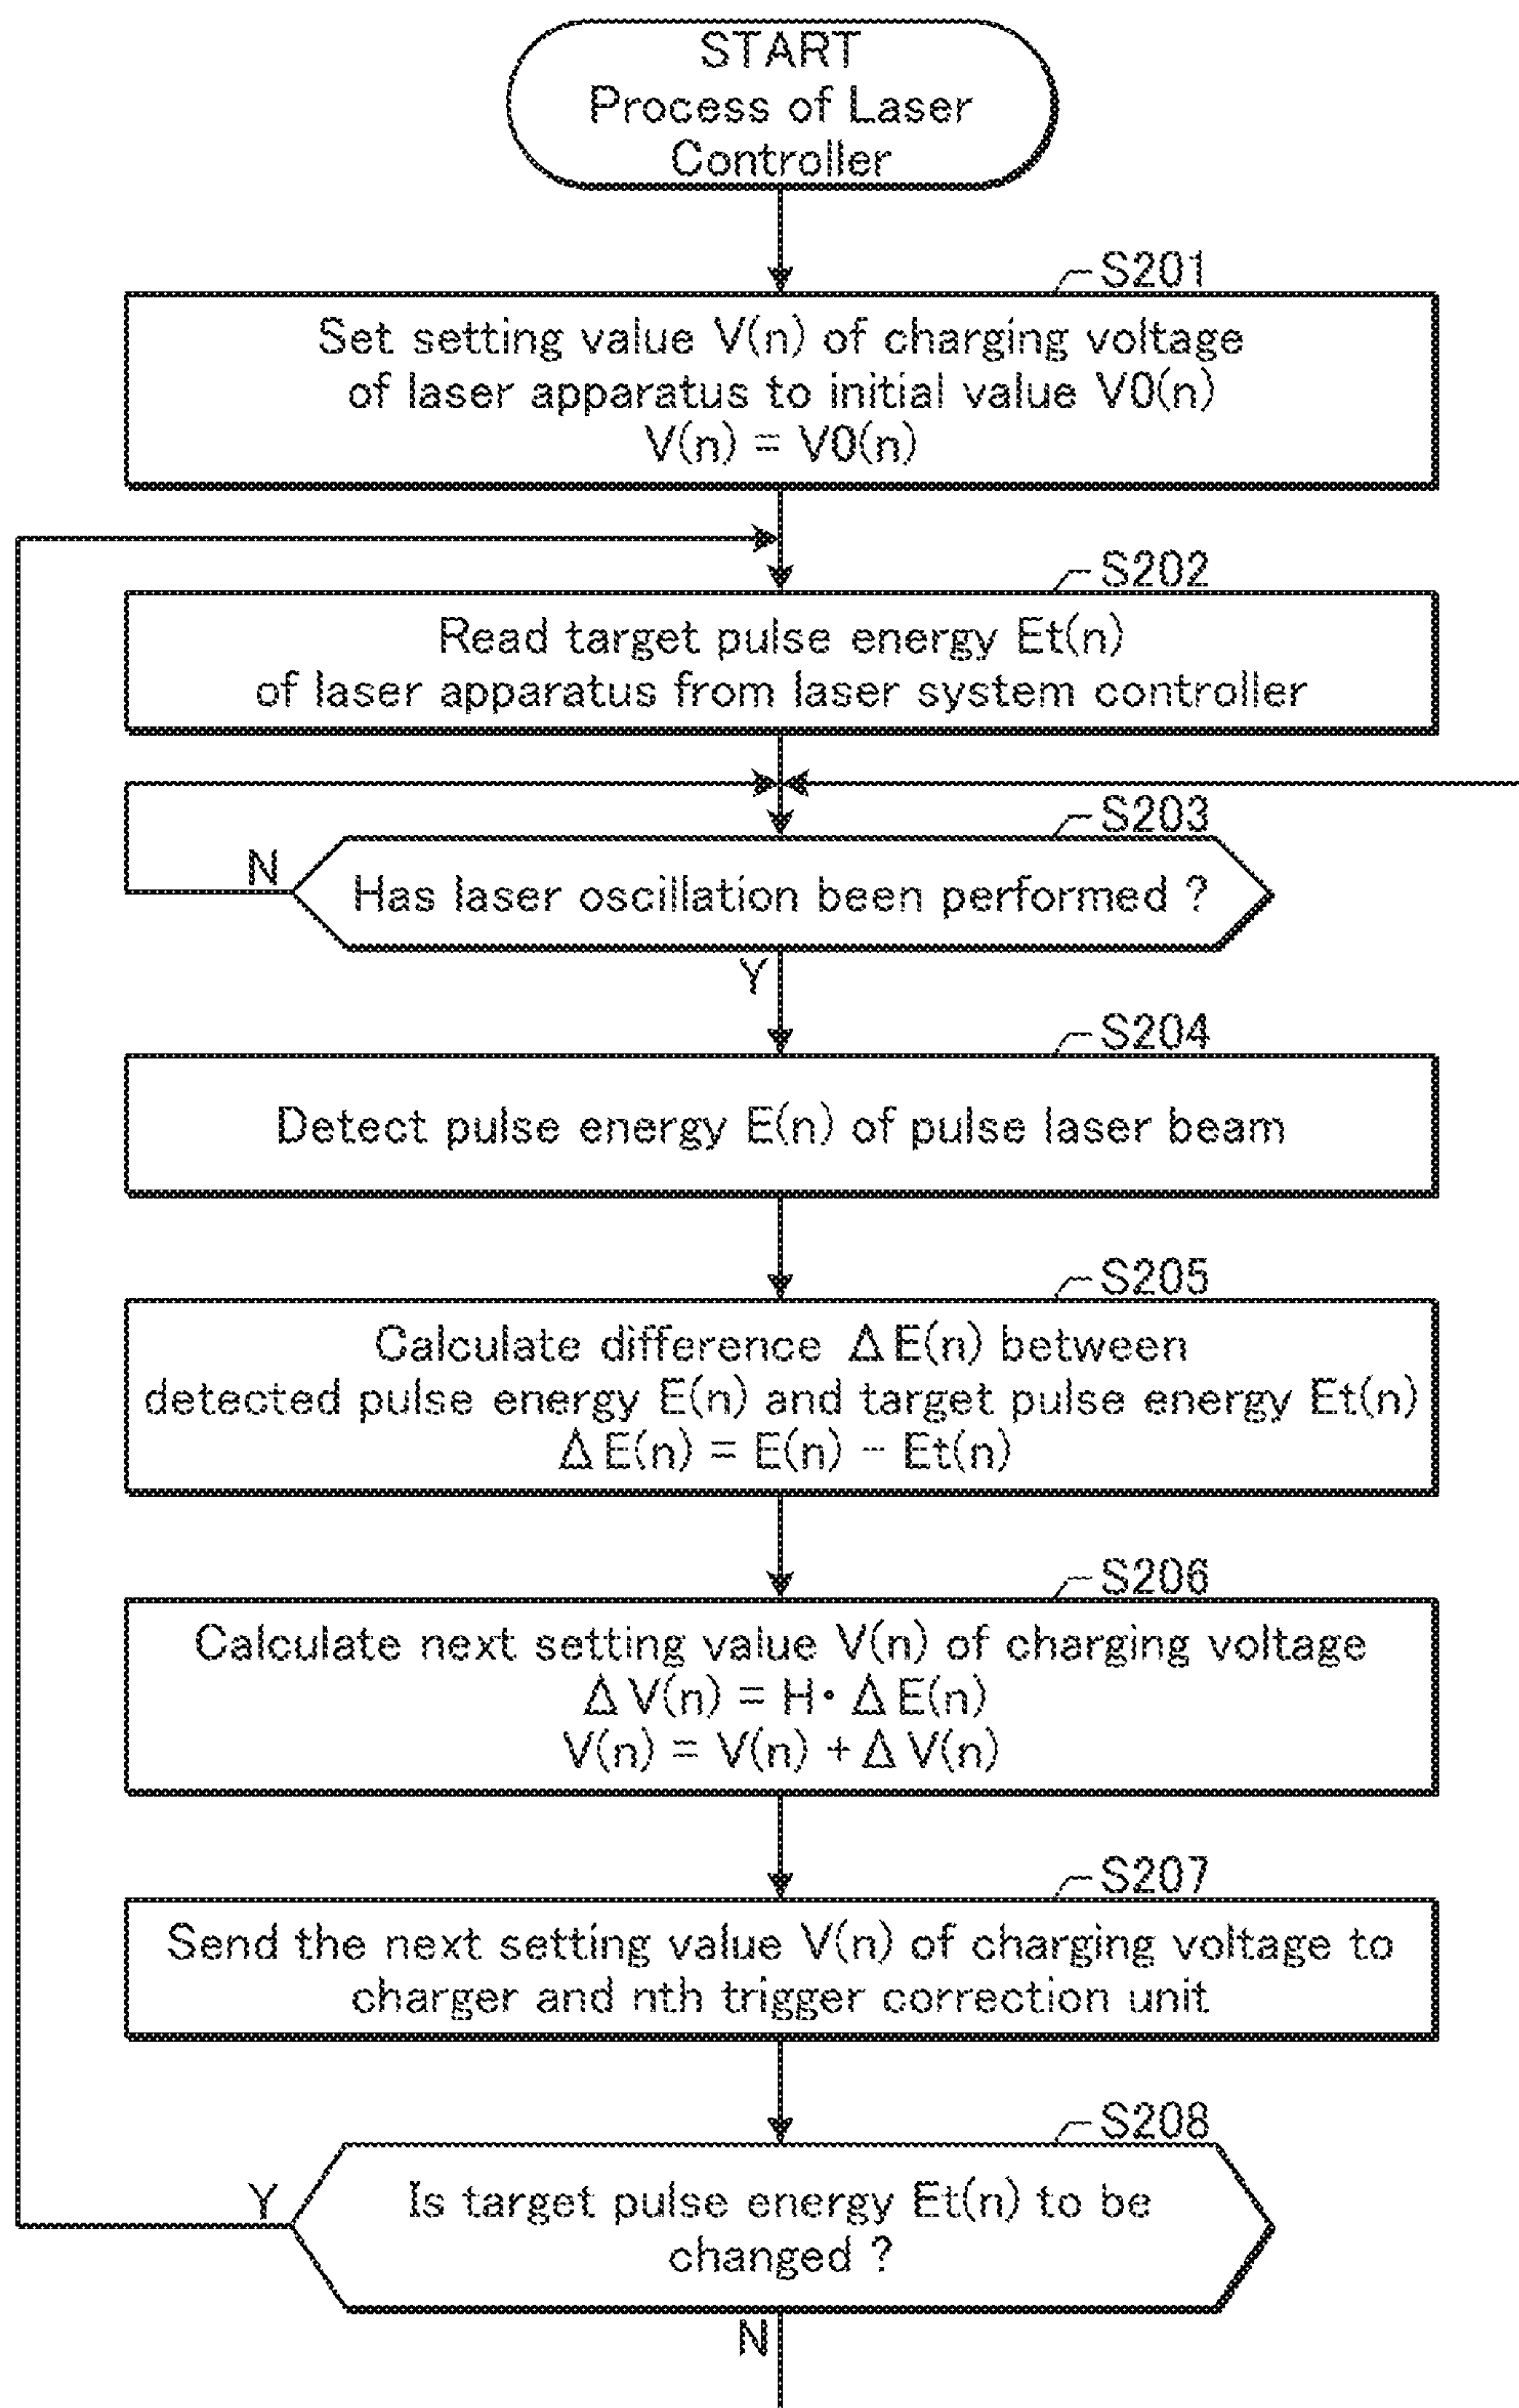 START
Process of Laser
Controller
S201
Set setting value V(n) of charging voltage
of laser apparatus to initial value V0(n)
V(n) = V0(n)
S202
Read target pulse energy Et(n)
of laser apparatus from laser system controller
S203
N
Has laser oscillation been performed ?
Y
S204
Detect pulse energy E(n) of pulse laser beam
S205
Calculate difference ΔE(n) between
detected pulse energy E(n) and target pulse energy Et(n)
ΔE(n) = E(n) − Et(n)
S206
Calculate next setting value V(n) of charging voltage
ΔV(n) = H・ΔE(n)
V(n) = V(n) + ΔV(n)
S207
Send the next setting value V(n) of charging voltage to
charger and nth trigger correction unit
S208
Y
Is target pulse energy Et(n) to be
changed ?
N